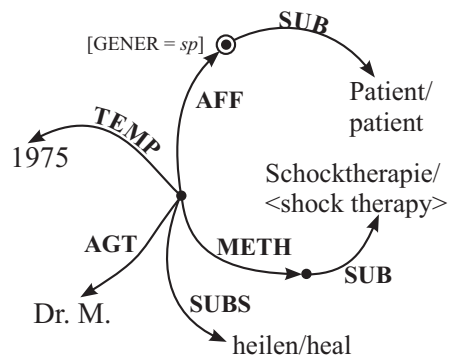 SUB
[GENER = sp]
AFF
Patient/
patient
TEMP
1975
Schocktherapie/
<shock therapy>
AGT
METH
SUB
SUBS
Dr. M.
heilen/heal